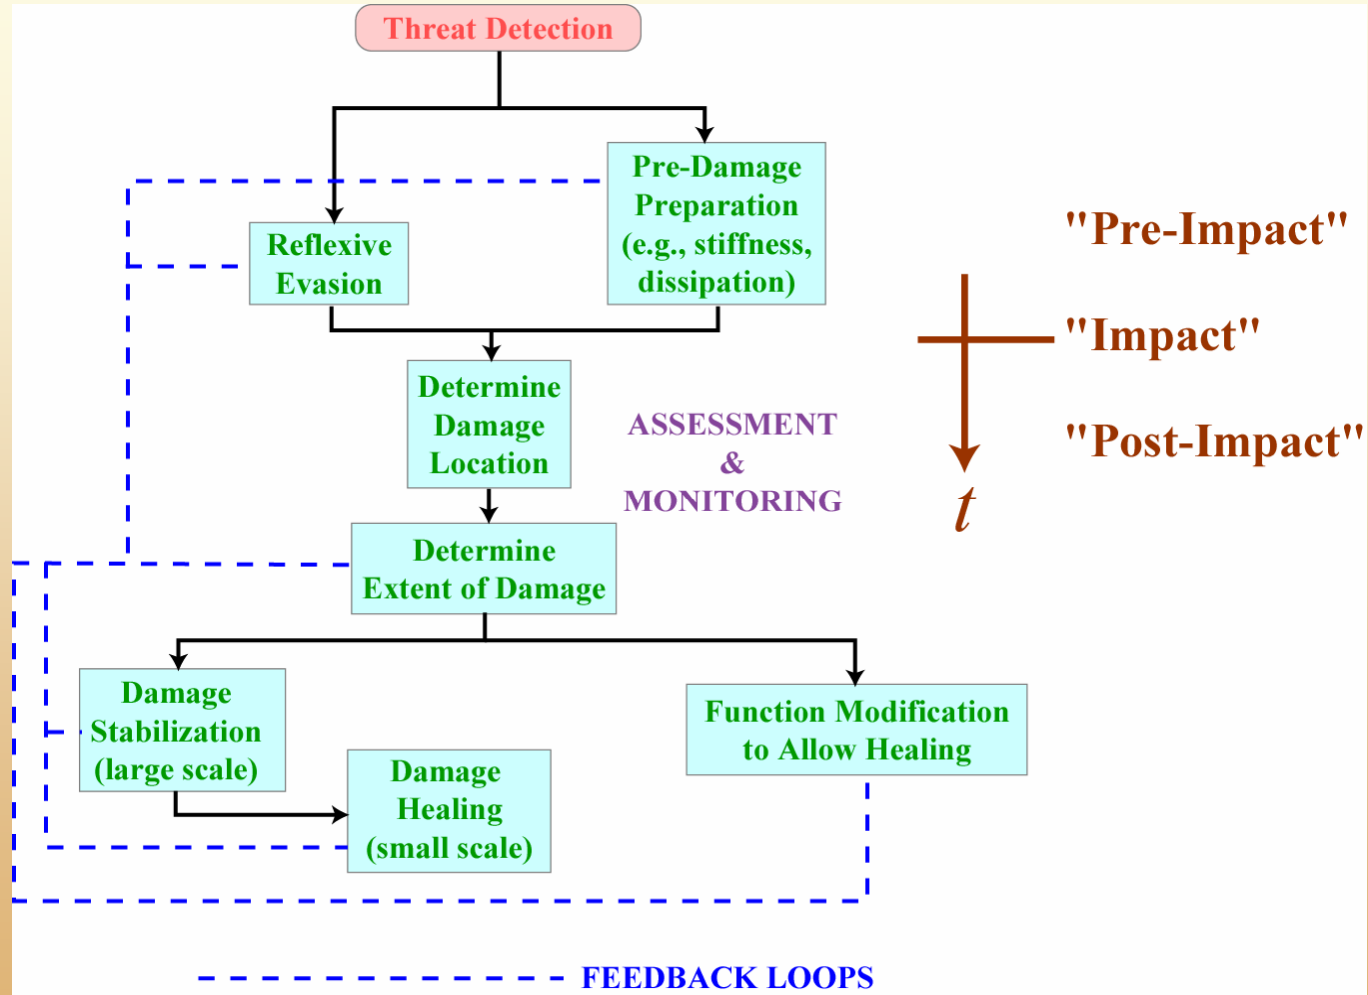 Threat Detection
Pre-Damage
Preparation
(e.g., stiffness,
dissipation)
Reflexive
Evasion
"Pre-Impact"
"Impact"
"Post-Impact"
t
Determine
Damage
Location
ASSESSMENT
&
MONITORING
Determine
Extent of Damage
Damage
Stabilization
(large scale)
Function Modification
to Allow Healing
Damage
Healing
(small scale)
FEEDBACK LOOPS